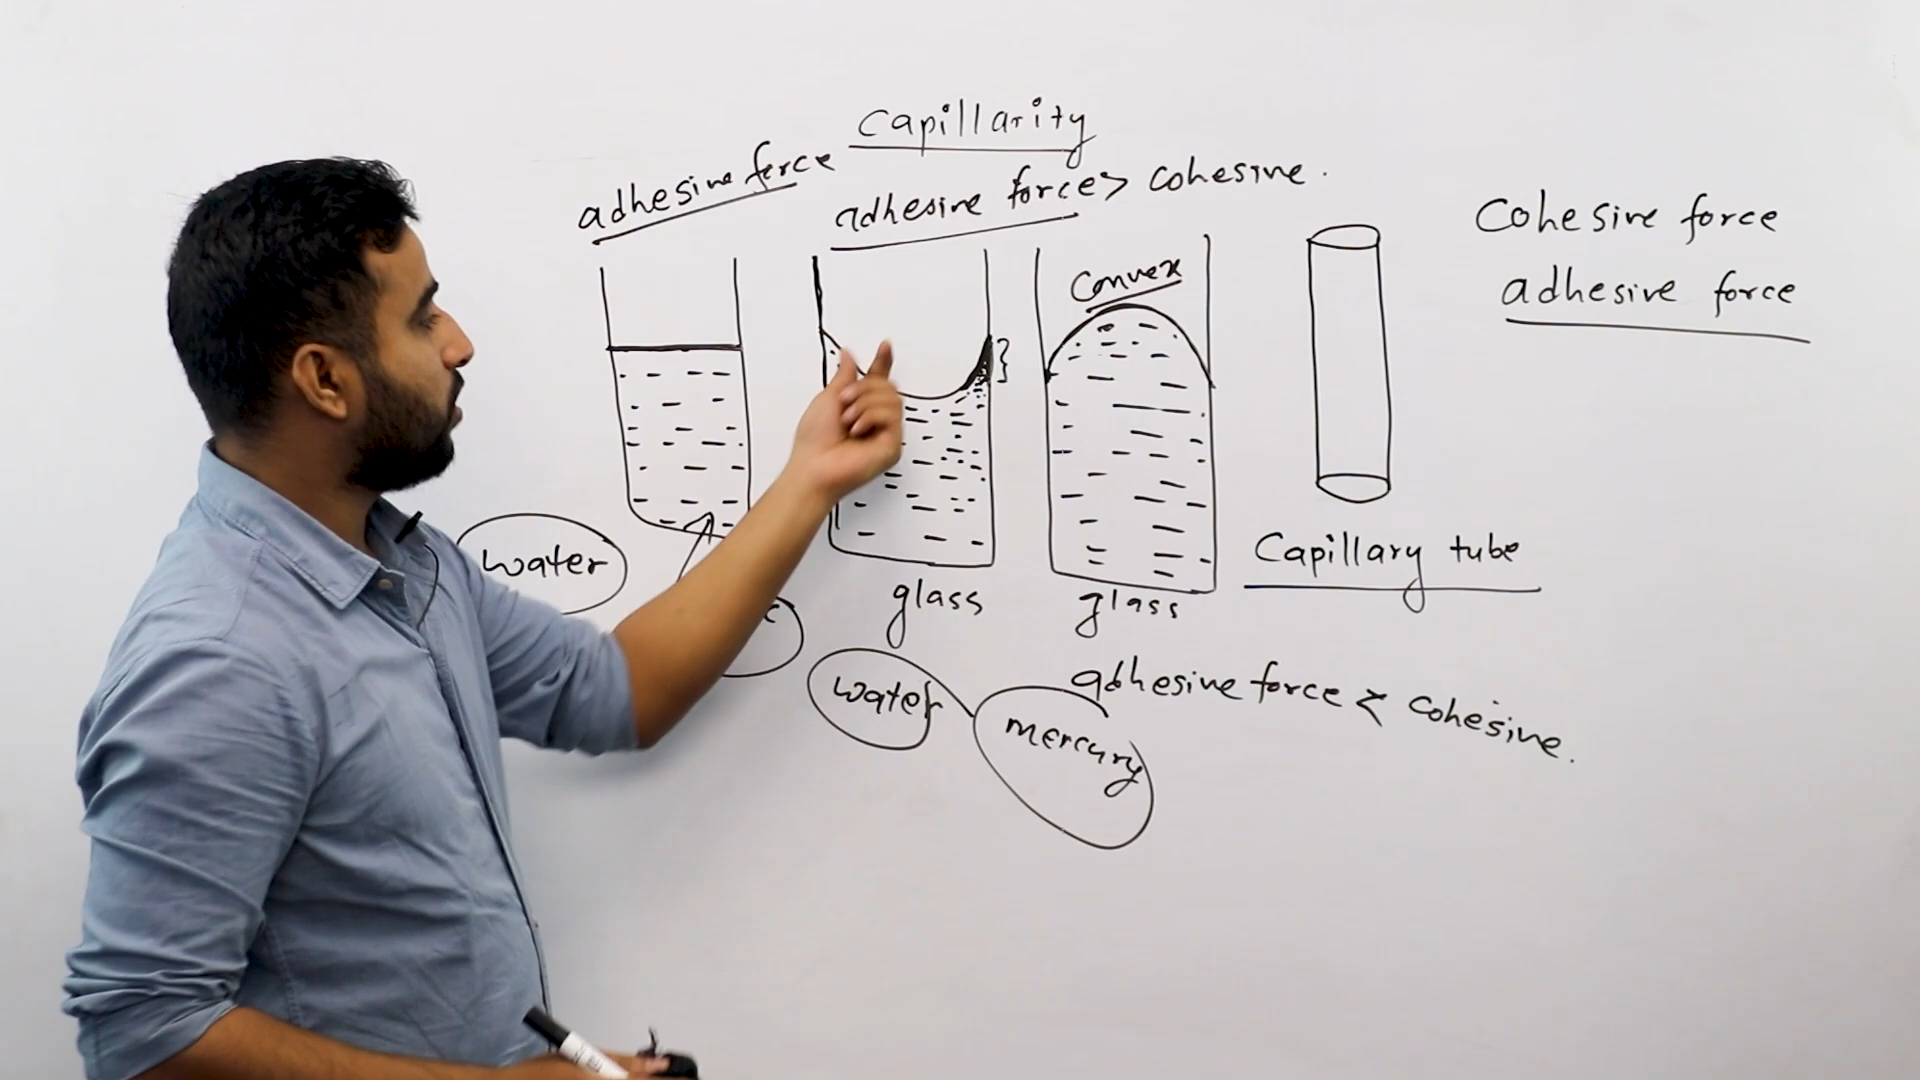 Capillarity
adhesive force
adhesive force > cohesive.
Cohesive force
adhesive force
Convex
Capillary tube
water
glass
glass
water
mercury
adhesive force < cohesive.